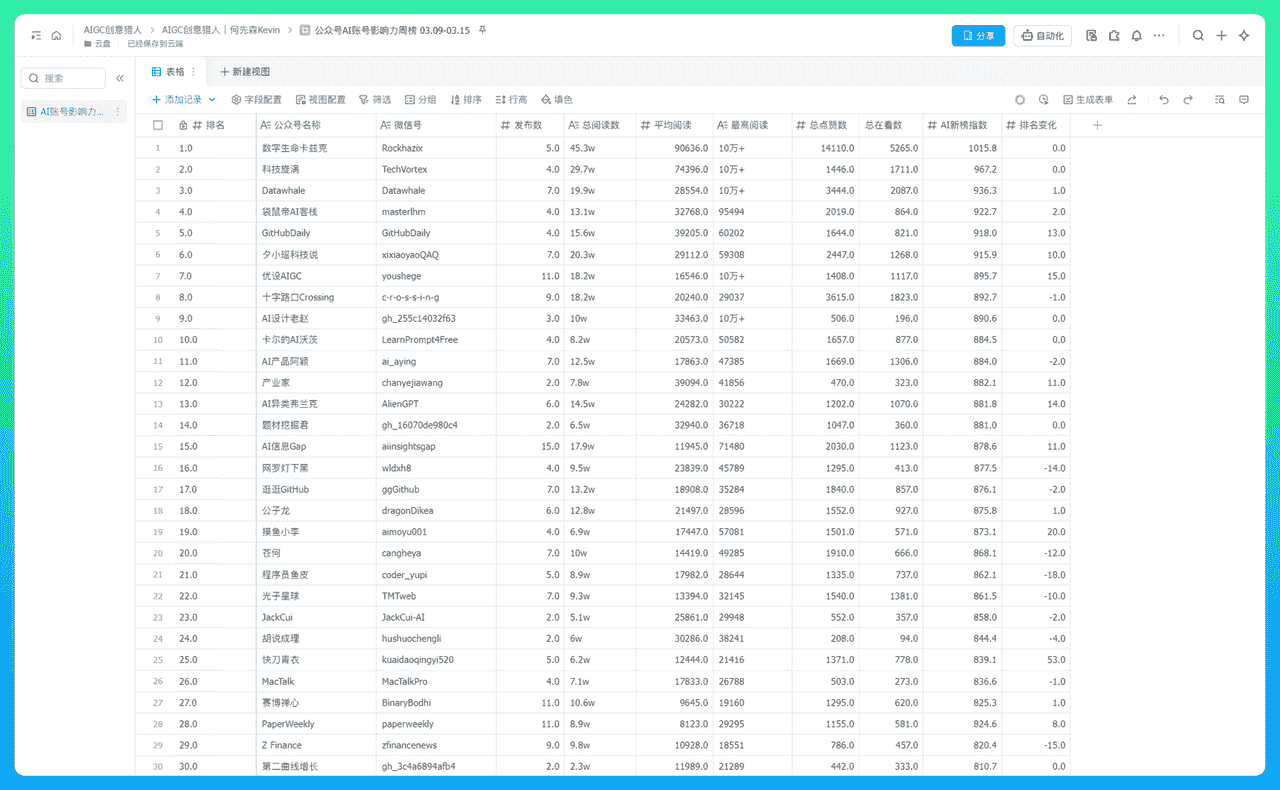 AIGC创意猎人 > AIGC创意猎人 | 何先森Kevin > 公众号AI账号影响力周榜 03.09-03.15
云盘 已经保存到云端
分享 自动化
搜索
表格 新建视图
AI账号影响力...
添加记录 字段配置 视图配置 筛选 分组 排序 行高 填色 生成表单
排名 公众号名称 微信号 发布数 总阅读数 平均阅读 最高阅读 总点赞数 总在看数 AI新榜指数 排名变化
1 1.0 数字生命卡兹克 Rockhazix 5.0 45.3w 90636.0 10万+ 14110.0 5265.0 1015.8 0.0
2 2.0 科技旋涡 TechVortex 4.0 29.7w 74396.0 10万+ 1446.0 1711.0 967.2 0.0
3 3.0 Datawhale Datawhale 7.0 19.9w 28554.0 10万+ 3444.0 2087.0 936.3 1.0
4 4.0 袋鼠帝AI客栈 masterlhm 4.0 13.1w 32768.0 95494 2019.0 864.0 922.7 2.0
5 5.0 GitHubDaily GitHubDaily 4.0 15.6w 39205.0 60202 1644.0 821.0 918.0 13.0
6 6.0 夕小瑶科技说 xixiaoyaoQAQ 7.0 20.3w 29112.0 59308 2447.0 1268.0 915.9 10.0
7 7.0 优设AIGC youshege 11.0 18.2w 16546.0 10万+ 1408.0 1117.0 895.7 15.0
8 8.0 十字路口Crossing c-r-o-s-s-i-n-g 9.0 18.2w 20240.0 29037 3615.0 1823.0 892.7 -1.0
9 9.0 AI设计老赵 gh_255c14032f63 3.0 10w 33463.0 10万+ 506.0 196.0 890.6 0.0
10 10.0 卡尔的AI沃茨 LearnPrompt4Free 4.0 8.2w 20573.0 50582 1657.0 877.0 884.5 0.0
11 11.0 AI产品阿颖 ai_aying 7.0 12.5w 17863.0 47385 1669.0 1306.0 884.0 -2.0
12 12.0 产业家 chanyejiawang 2.0 7.8w 39094.0 41856 470.0 323.0 882.1 11.0
13 13.0 AI异类弗兰克 AlienGPT 6.0 14.5w 24282.0 30222 1202.0 1070.0 881.8 14.0
14 14.0 题材挖掘君 gh_16070de980c4 2.0 6.5w 32940.0 36718 1047.0 360.0 881.0 0.0
15 15.0 AI信息Gap aiinsightsgap 15.0 17.9w 11945.0 71480 2030.0 1123.0 878.6 11.0
16 16.0 网罗灯下黑 wldxh8 4.0 9.5w 23839.0 45789 1295.0 413.0 877.5 -14.0
17 17.0 逛逛GitHub ggGithub 7.0 13.2w 18908.0 35284 1840.0 857.0 876.1 -2.0
18 18.0 公子龙 dragonDikea 6.0 12.8w 21497.0 28596 1552.0 927.0 875.8 1.0
19 19.0 摸鱼小李 aimoyu001 4.0 6.9w 17447.0 57081 1501.0 571.0 873.1 20.0
20 20.0 苍何 cangheya 7.0 10w 14419.0 49285 1910.0 666.0 868.1 -12.0
21 21.0 程序员鱼皮 coder_yupi 5.0 8.9w 17982.0 28644 1335.0 737.0 862.1 -18.0
22 22.0 光子星球 TMTweb 7.0 9.3w 13394.0 32145 1540.0 1381.0 861.5 -10.0
23 23.0 JackCui JackCui-AI 2.0 5.1w 25861.0 29948 552.0 357.0 858.0 -2.0
24 24.0 胡说成理 hushuochengli 2.0 6w 30286.0 38241 208.0 94.0 844.4 -4.0
25 25.0 快刀青衣 kuaidaoqingyi520 5.0 6.2w 12444.0 21416 1371.0 778.0 839.1 53.0
26 26.0 MacTalk MacTalkPro 4.0 7.1w 17833.0 26788 503.0 273.0 836.6 -1.0
27 27.0 赛博禅心 BinaryBodhi 11.0 10.6w 9645.0 19160 1295.0 620.0 825.3 1.0
28 28.0 PaperWeekly paperweekly 11.0 8.9w 8123.0 29295 1155.0 581.0 824.6 8.0
29 29.0 Z Finance zfinancenews 9.0 9.8w 10928.0 18551 786.0 457.0 820.4 -15.0
30 30.0 第二曲线增长 gh_3c4a6894afb4 2.0 2.3w 11989.0 21289 442.0 333.0 810.7 0.0